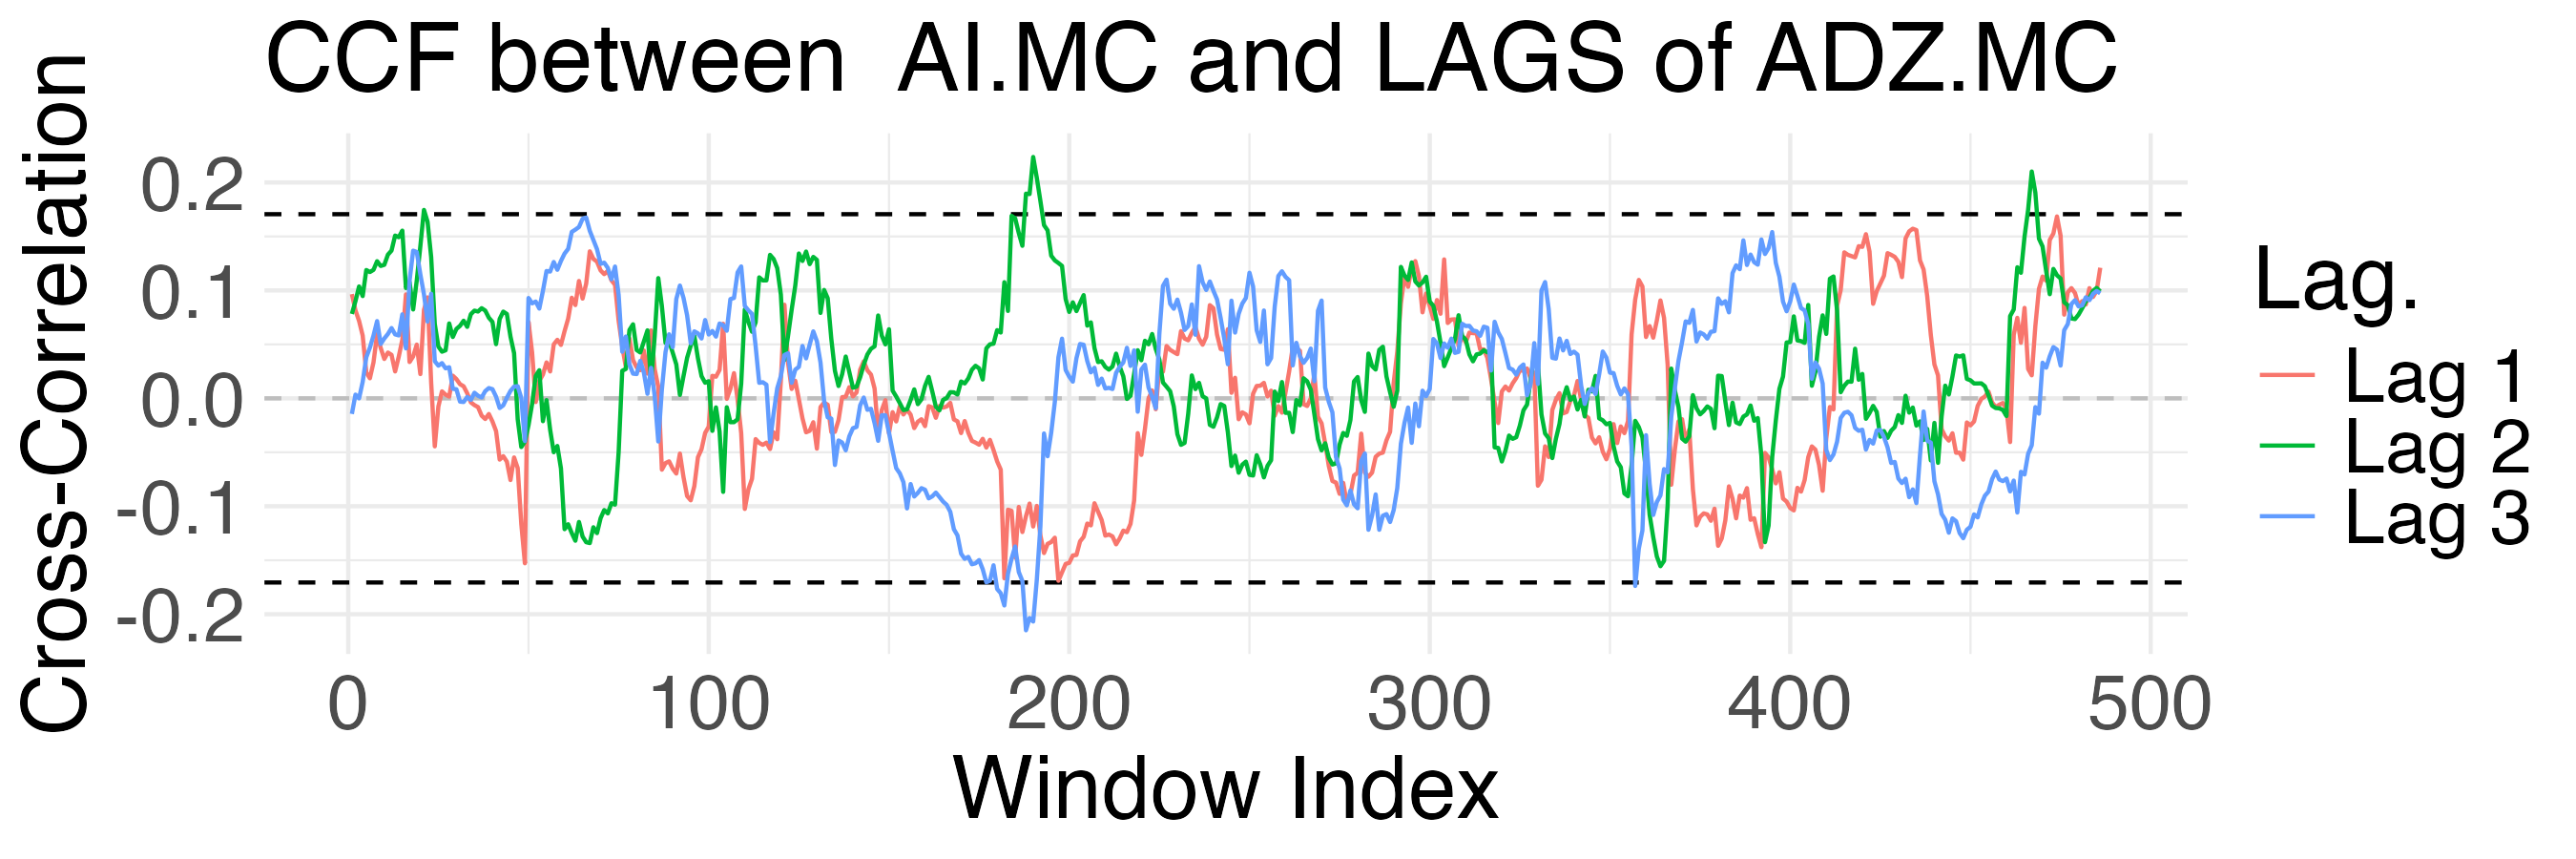 CCF between  AI.MC and LAGS of ADZ.MC
Cross-Correlation
0.2
0.1
0.0
-0.1
-0.2
0
100
200
300
400
500
Window Index
Lag.
Lag 1
Lag 2
Lag 3